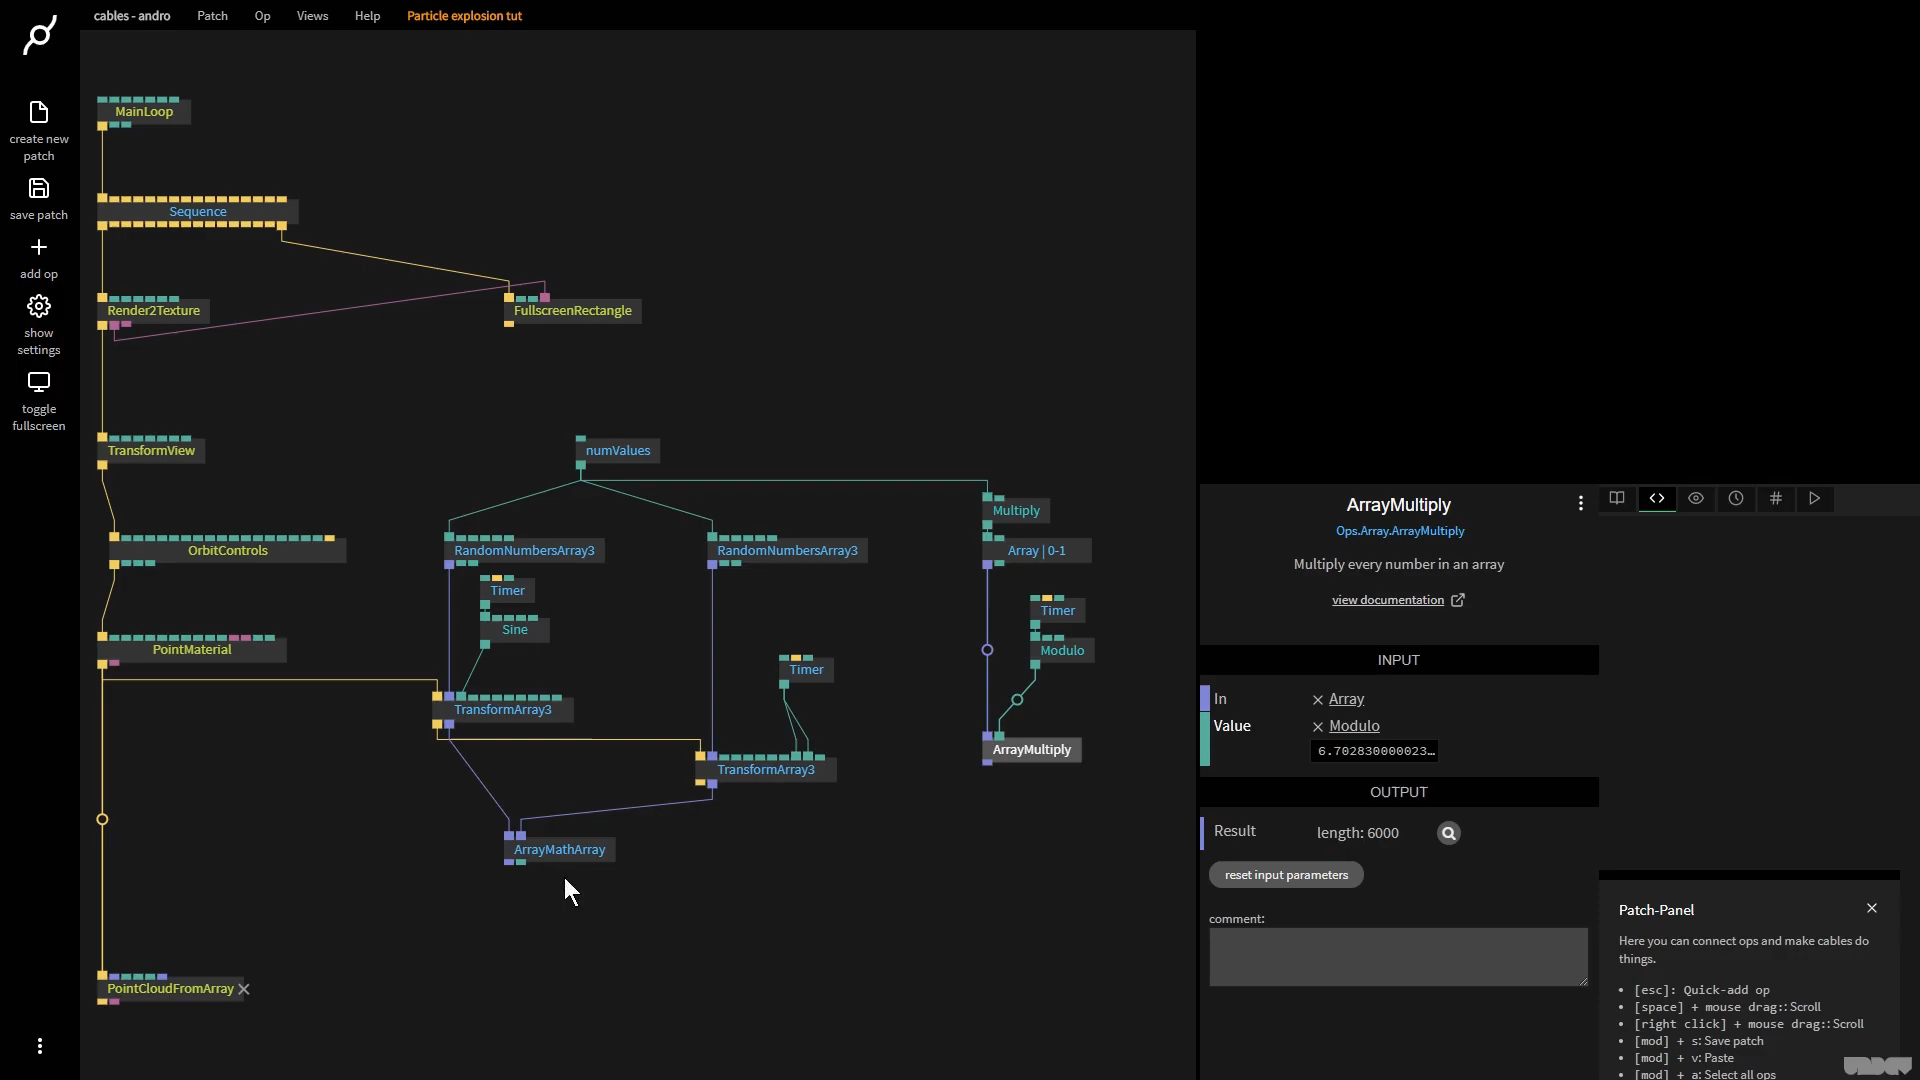 cables - andro Patch Op Views Help Particle explosion tut
create new
patch
save patch
add op
show
settings
toggle
fullscreen
MainLoop
Sequence
Render2Texture
FullscreenRectangle
TransformView
numValues
Multiply
OrbitControls
RandomNumbersArray3
RandomNumbersArray3
Array | 0-1
Timer
Timer
Sine
PointMaterial
Modulo
Timer
TransformArray3
ArrayMultiply
TransformArray3
ArrayMathArray
PointCloudFromArray
ArrayMultiply
Ops.Array.ArrayMultiply
Multiply every number in an array
view documentation
INPUT
In Array
Value Modulo
6.702830000023…
OUTPUT
Result length: 6000
reset input parameters
comment:
Patch-Panel
Here you can connect ops and make cables do
things.
• [esc]: Quick-add op
• [space] + mouse drag::Scroll
• [right click] + mouse drag::Scroll
• [mod] + s: Save patch
• [mod] + v: Paste
• [mod] + a: Select all ops